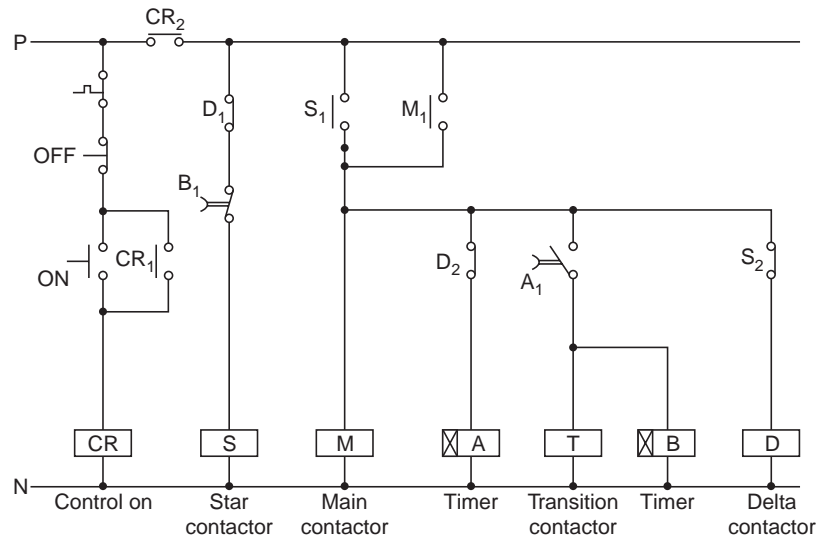 CR2
P
D1
S1
M1
OFF
B1
ON
CR1
D2
A1
S2
CR
S
M
A
T
B
D
N
Control on
Star contactor
Main contactor
Timer
Transition contactor
Timer
Delta contactor